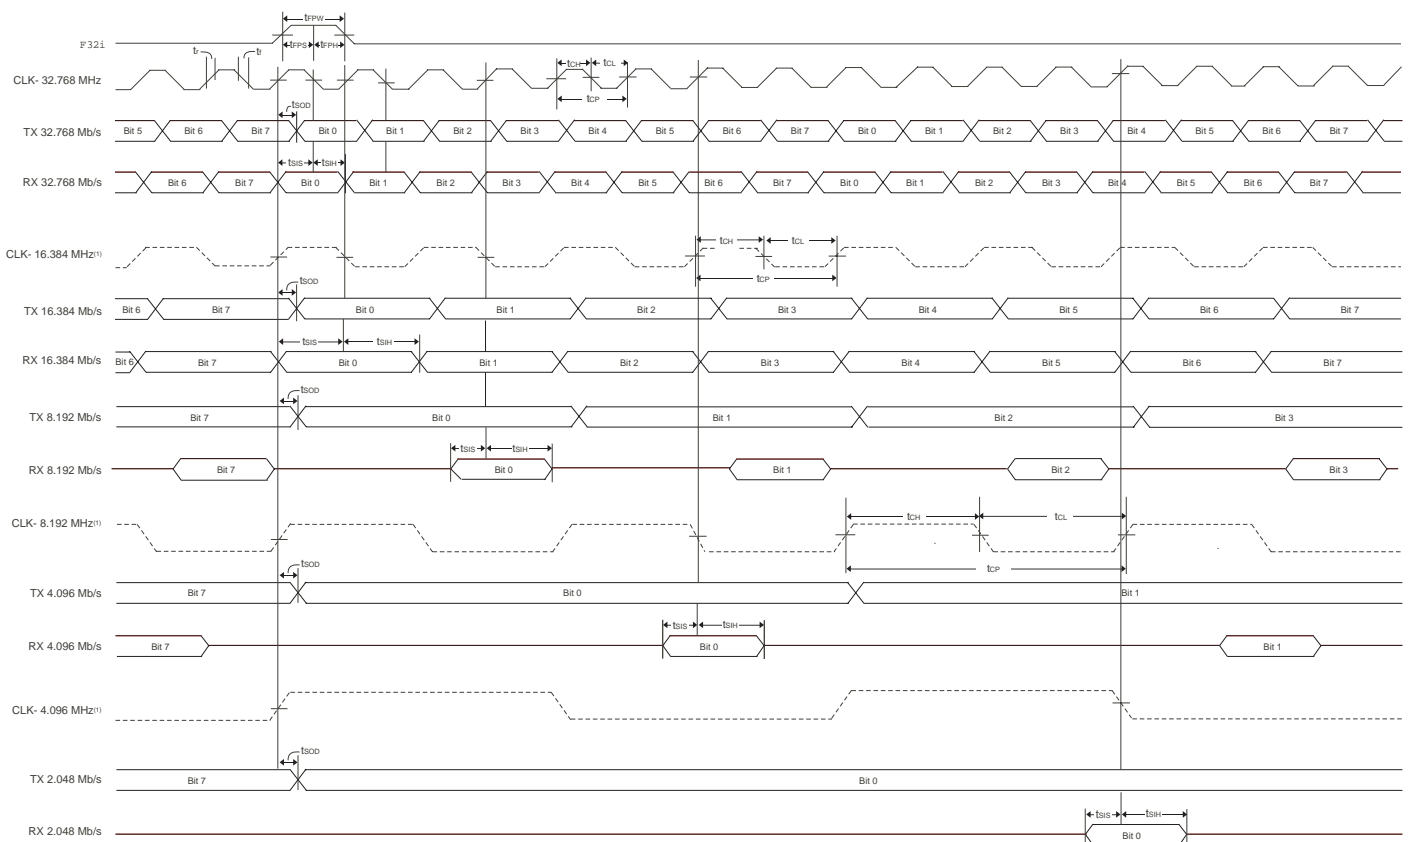 tFPW
F32i
tFPS tFPH
tr tf
CLK- 32.768 MHz
tCH tCL
tCP
tSOD
TX 32.768 Mb/s Bit 5 Bit 6 Bit 7 Bit 0 Bit 1 Bit 2 Bit 3 Bit 4 Bit 5 Bit 6 Bit 7 Bit 0 Bit 1 Bit 2 Bit 3 Bit 4 Bit 5 Bit 6 Bit 7
tSIS tSIH
RX 32.768 Mb/s Bit 6 Bit 7 Bit 0 Bit 1 Bit 2 Bit 3 Bit 4 Bit 5 Bit 6 Bit 7 Bit 0 Bit 1 Bit 2 Bit 3 Bit 4 Bit 5 Bit 6 Bit 7
tCH tCL
CLK- 16.384 MHz(1)
tCP
tSOD
TX 16.384 Mb/s Bit 6 Bit 7 Bit 0 Bit 1 Bit 2 Bit 3 Bit 4 Bit 5 Bit 6 Bit 7
tSIS tSIH
RX 16.384 Mb/s Bit 6 Bit 7 Bit 0 Bit 1 Bit 2 Bit 3 Bit 4 Bit 5 Bit 6 Bit 7
tSOD
TX 8.192 Mb/s Bit 7 Bit 0 Bit 1 Bit 2 Bit 3
tSIS tSIH
RX 8.192 Mb/s Bit 7 Bit 0 Bit 1 Bit 2 Bit 3
tCH tCL
CLK- 8.192 MHz(1)
tCP
tSOD
TX 4.096 Mb/s Bit 7 Bit 0 Bit 1
tSIS tSIH
RX 4.096 Mb/s Bit 7 Bit 0 Bit 1
CLK- 4.096 MHz(1)
tSOD
TX 2.048 Mb/s Bit 7 Bit 0
tSIS tSIH
RX 2.048 Mb/s Bit 0